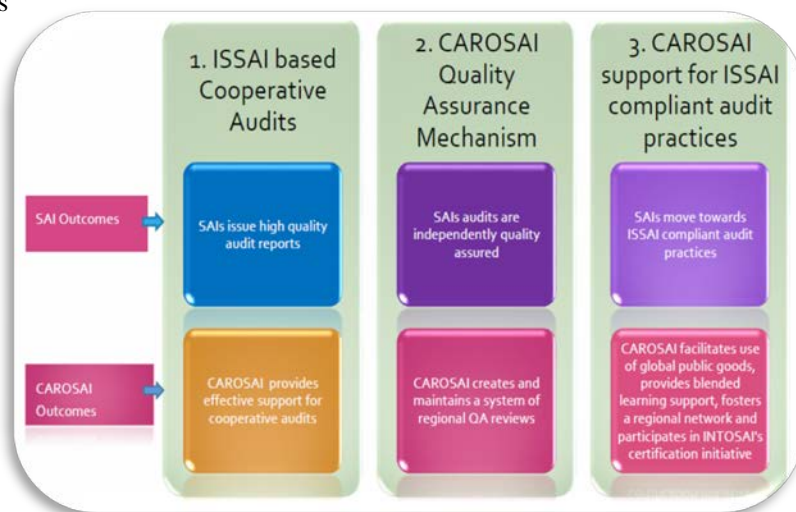 s
1. ISSAI based
Cooperative
Audits
2. CAROSAI
Quality
Assurance
Mechanism
3. CAROSAI
support for ISSAI
compliant audit
practices
SAI Outcomes
SAIs issue high quality
audit reports
SAIs audits are
independently quality
assured
SAIs move towards
ISSAI compliant audit
practices
CAROSAI
Outcomes
CAROSAI provides
effective support for
cooperative audits
CAROSAI creates and
maintains a system of
regional QA reviews
CAROSAI facilitates use
of global public goods,
provides blended
learning support, fosters
a regional network and
participates in INTOSAI's
certification initiative